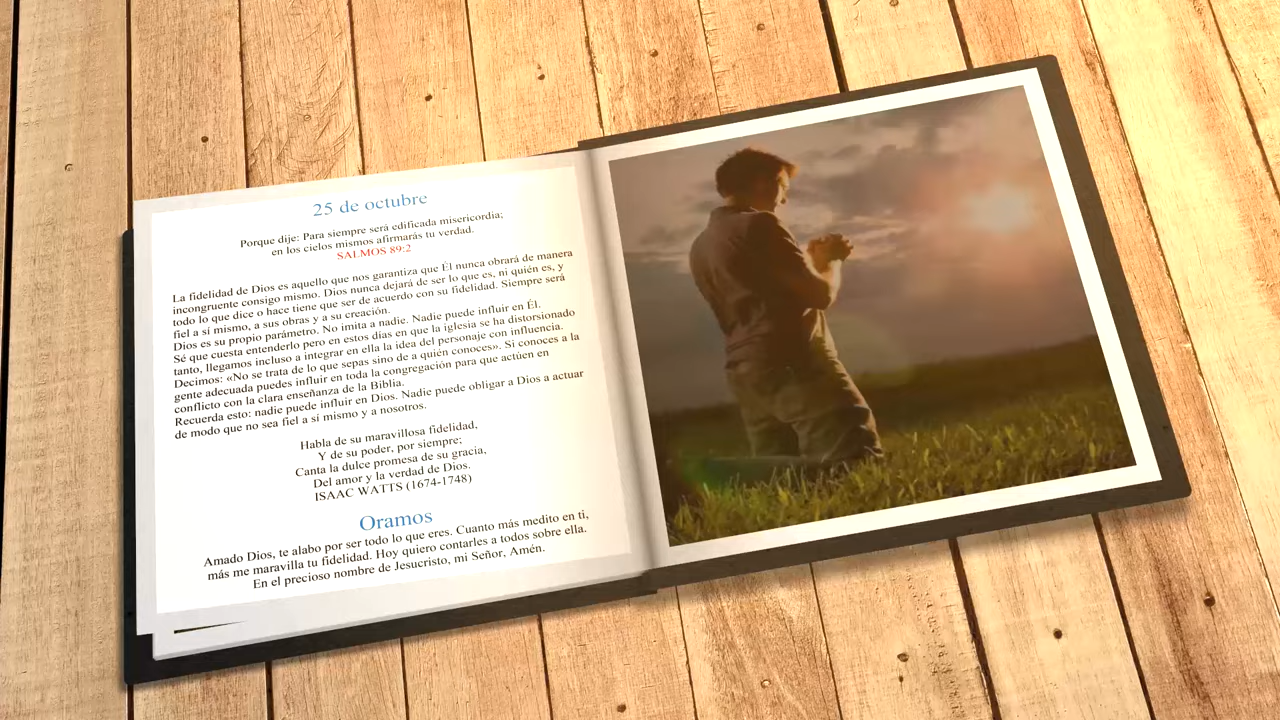 25 de octubre
Porque dije: Para siempre será edificada misericordia;
en los cielos mismos afirmarás tu verdad.
SALMOS 89:2
La fidelidad de Dios es aquello que nos garantiza que Él nunca obrará de manera
incongruente consigo mismo. Dios nunca dejará de ser lo que es, ni quién es, y
todo lo que dice o hace tiene que ser de acuerdo con su fidelidad. Siempre será
fiel a sí mismo, a sus obras y a su creación.
Dios es su propio parámetro. No imita a nadie. Nadie puede influir en Él.
Sé que cuesta entenderlo pero en estos días en que la iglesia se ha distorsionado
tanto, llegamos incluso a integrar en ella la idea del personaje con influencia.
Decimos: «No se trata de lo que sepas sino de a quién conoces». Si conoces a la
gente adecuada puedes influir en toda la congregación para que actúen en
conflicto con la clara enseñanza de la Biblia.
Recuerda esto: nadie puede influir en Dios. Nadie puede obligar a Dios a actuar
de modo que no sea fiel a sí mismo y a nosotros.
Habla de su maravillosa fidelidad,
Y de su poder, por siempre;
Canta la dulce promesa de su gracia,
Del amor y la verdad de Dios.
ISAAC WATTS (1674-1748)
Oramos
Amado Dios, te alabo por ser todo lo que eres. Cuanto más medito en ti,
más me maravilla tu fidelidad. Hoy quiero contarles a todos sobre ella.
En el precioso nombre de Jesucristo, mi Señor, Amén.